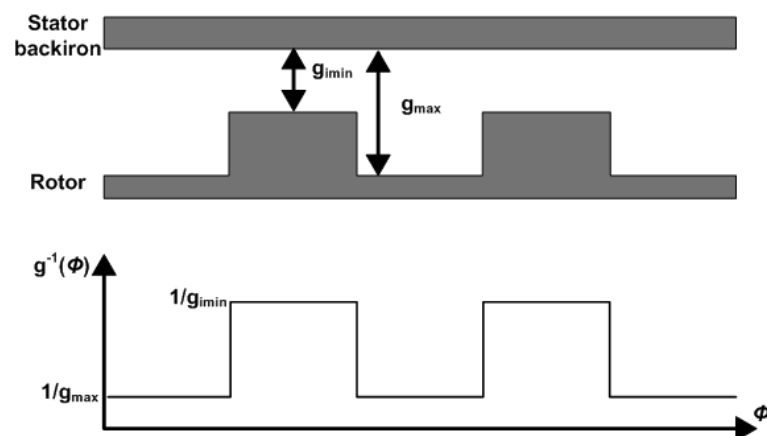 Stator
backiron
gimin
gmax
Rotor
g⁻¹(Φ)
1/gimin
1/gmax
Φ